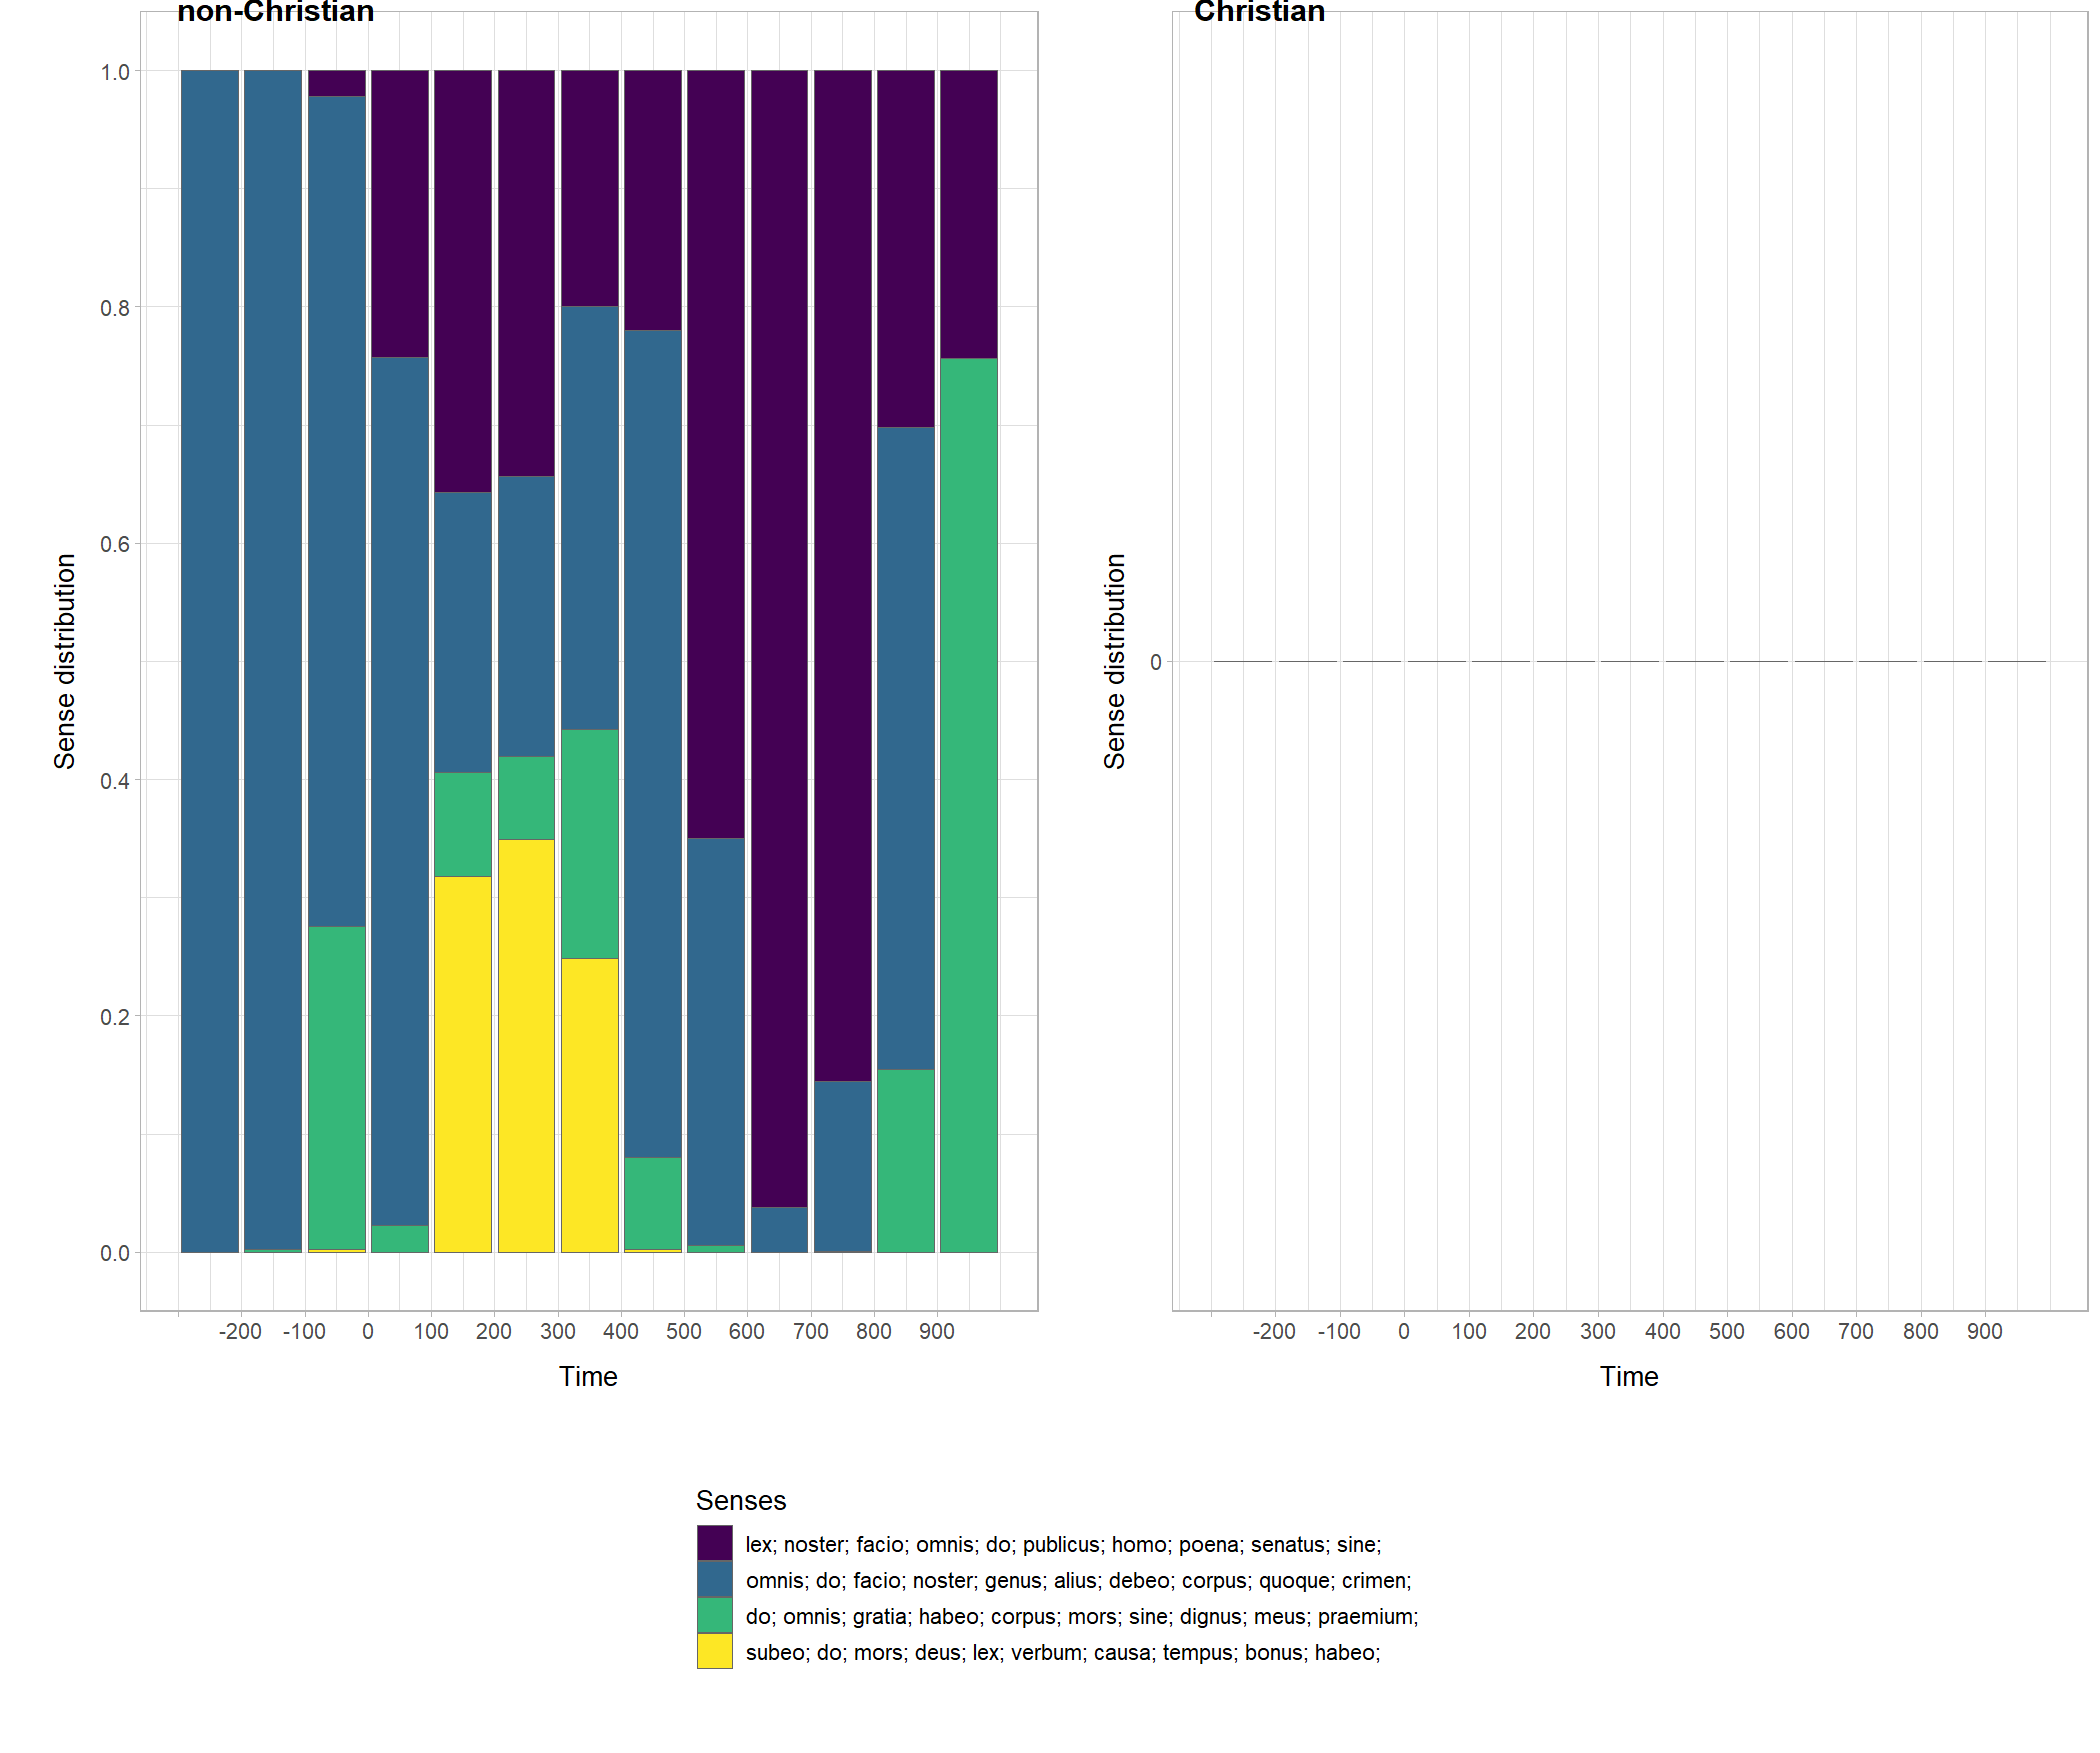 non-Christian
Christian
Sense distribution
1.0
0.8
0.6
0.4
0.2
0.0
-200 -100 0 100 200 300 400 500 600 700 800 900
Time
Sense distribution
0
-200 -100 0 100 200 300 400 500 600 700 800 900
Time
Senses
lex; noster; facio; omnis; do; publicus; homo; poena; senatus; sine;
omnis; do; facio; noster; genus; alius; debeo; corpus; quoque; crimen;
do; omnis; gratia; habeo; corpus; mors; sine; dignus; meus; praemium;
subeo; do; mors; deus; lex; verbum; causa; tempus; bonus; habeo;